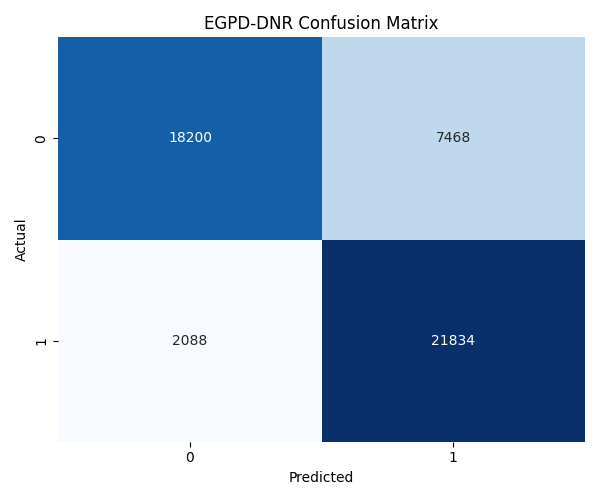 EGPD-DNR Confusion Matrix
Actual
0
18200
7468
1
2088
21834
0
1
Predicted